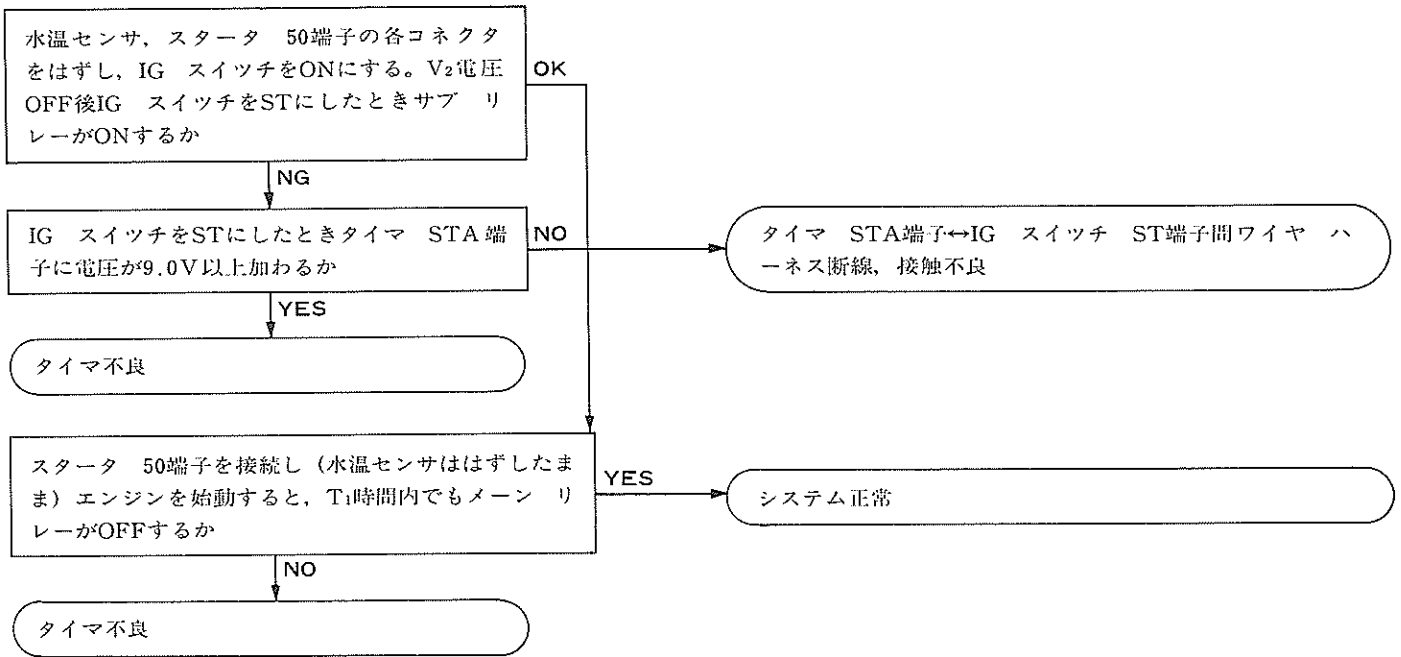 水温センサ，スタータ 50端子の各コネクタ
をはずし，IG スイッチをONにする。V₂電圧
OFF後IG スイッチをSTにしたときサブ リ
レーがONするか
OK
NG
IG スイッチをSTにしたときタイマ STA端
子に電圧が9.0V以上加わるか
NO
タイマ STA端子↔IG スイッチ ST端子間ワイヤ ハ
ーネス断線，接触不良
YES
タイマ不良
スタータ 50端子を接続し（水温センサははずしたま
ま）エンジンを始動すると，T₁時間内でもメーン リ
レーがOFFするか
YES
システム正常
NO
タイマ不良